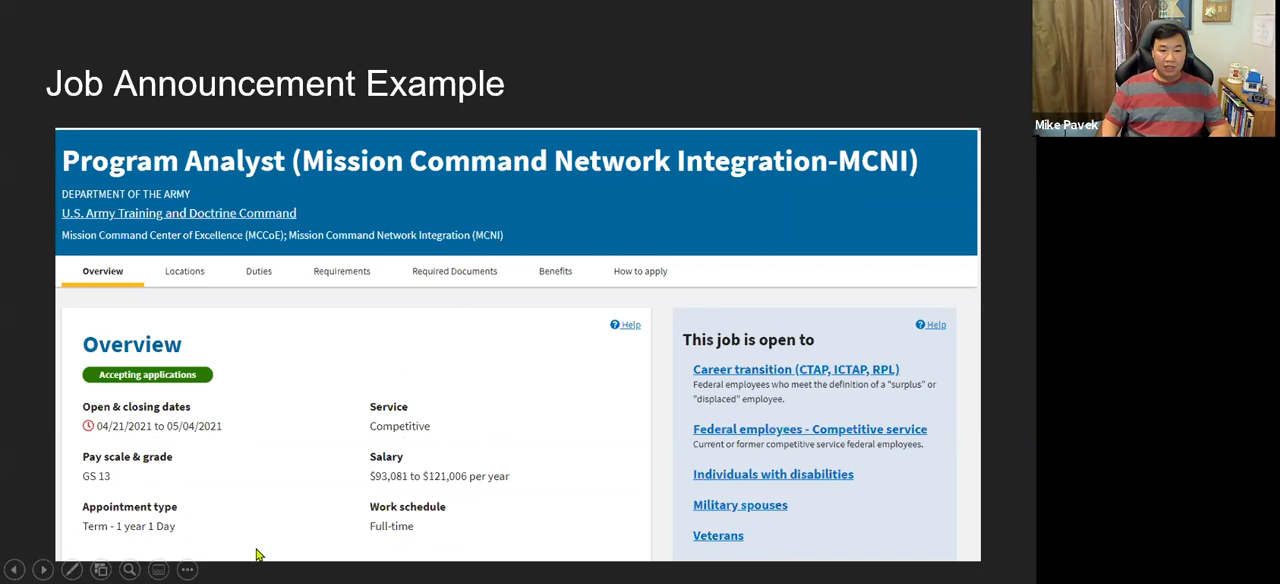 Job Announcement Example
Mike Pavek
Program Analyst (Mission Command Network Integration-MCNI)
DEPARTMENT OF THE ARMY
U.S. Army Training and Doctrine Command
Mission Command Center of Excellence (MCCoE); Mission Command Network Integration (MCNI)
Overview Locations Duties Requirements Required Documents Benefits How to apply
Help
Overview
Accepting applications
Open & closing dates
04/21/2021 to 05/04/2021
Service
Competitive
Pay scale & grade
GS 13
Salary
$93,081 to $121,006 per year
Appointment type
Term - 1 year 1 Day
Work schedule
Full-time
Help
This job is open to
Career transition (CTAP, ICTAP, RPL)
Federal employees who meet the definition of a "surplus" or
"displaced" employee.
Federal employees - Competitive service
Current or former competitive service federal employees.
Individuals with disabilities
Military spouses
Veterans